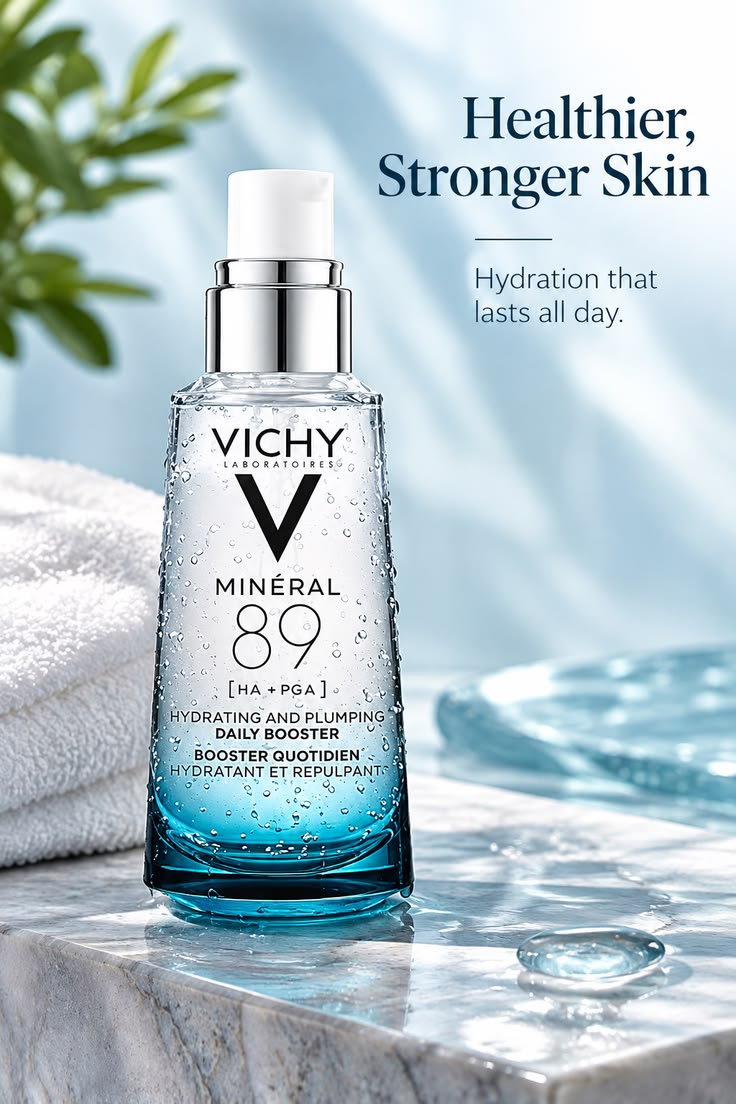 Healthier,
Stronger Skin
Hydration that
lasts all day.
VICHY
LABORATOIRES
V
MINÉRAL
89
[HA + PGA]
HYDRATING AND PLUMPING
DAILY BOOSTER
BOOSTER QUOTIDIEN
HYDRATANT ET REPULPANT